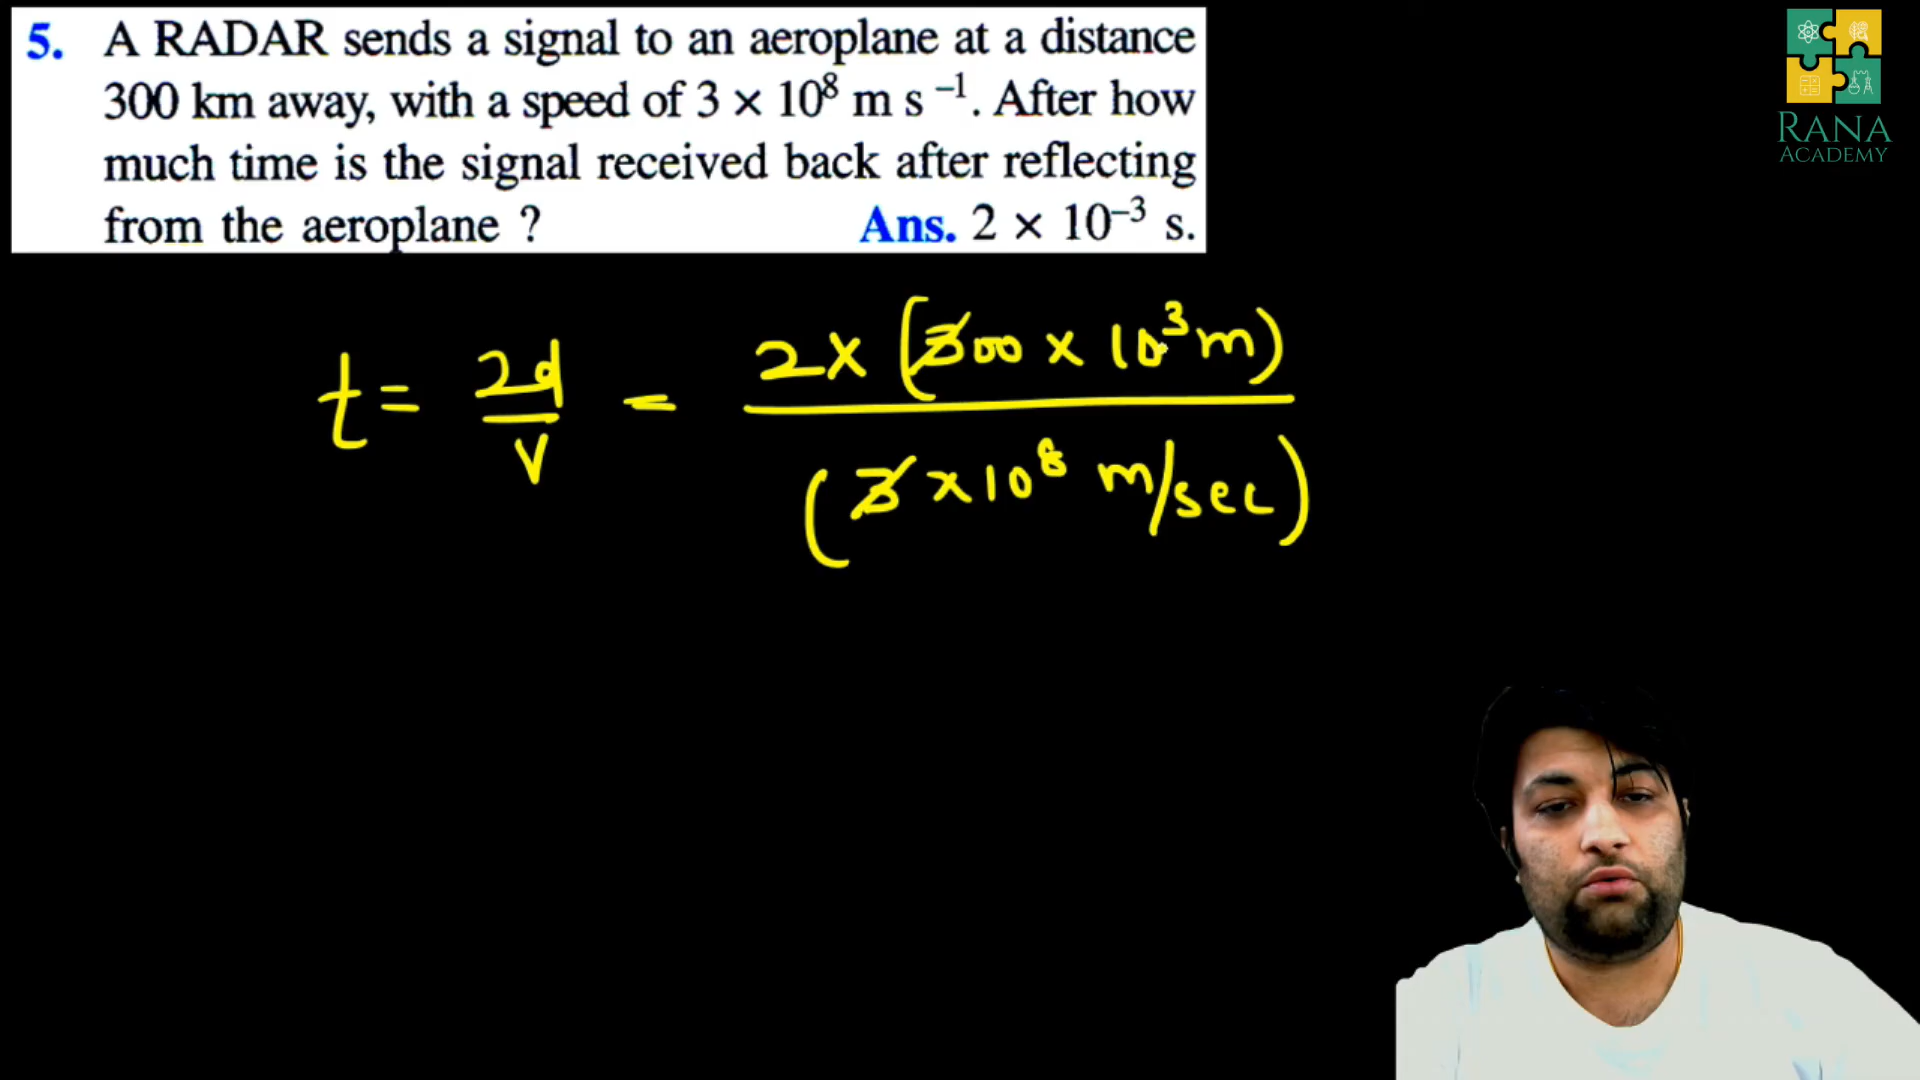 5. A RADAR sends a signal to an aeroplane at a distance
300 km away, with a speed of 3 × 10⁸ m s ⁻¹. After how
much time is the signal received back after reflecting
from the aeroplane ? Ans. 2 × 10⁻³ s.
RANA
ACADEMY
t = 2d/v = 2 x (300 x 10³ m)
(3 x 10⁸ m/sec)